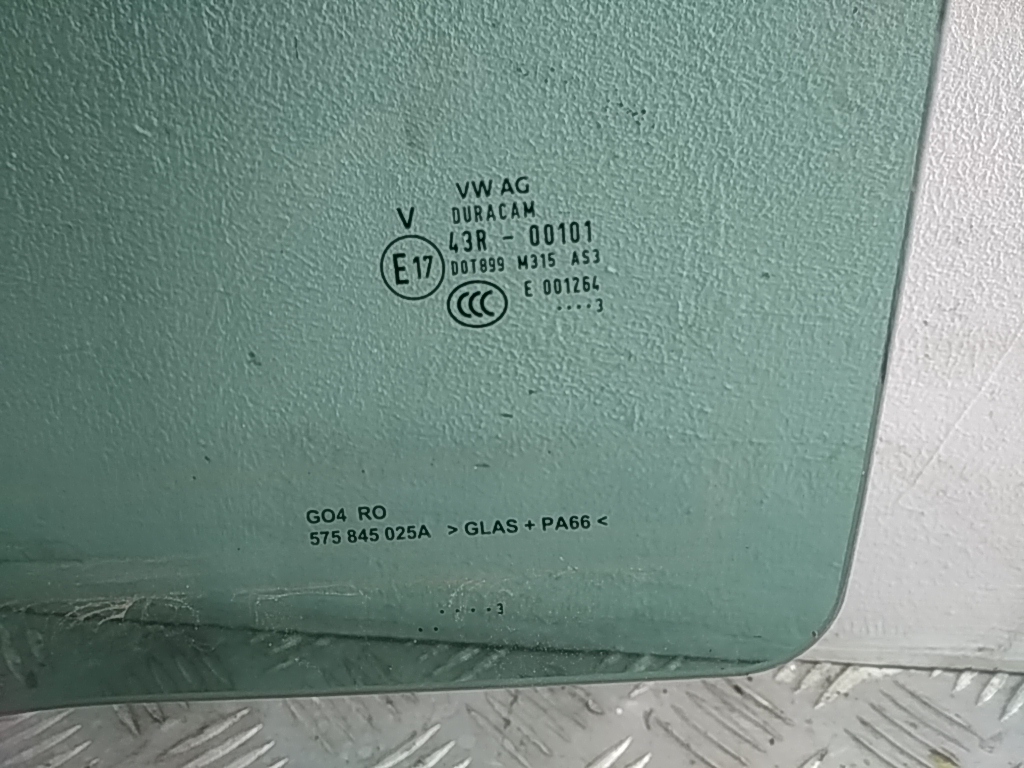 VW AG
DURACAM
V
43R - 00101
E 17
DOT899 M315 AS3
CCC
E 001264
....3
GO4 RO
575 845 025A >GLAS + PA66<
.. ....3